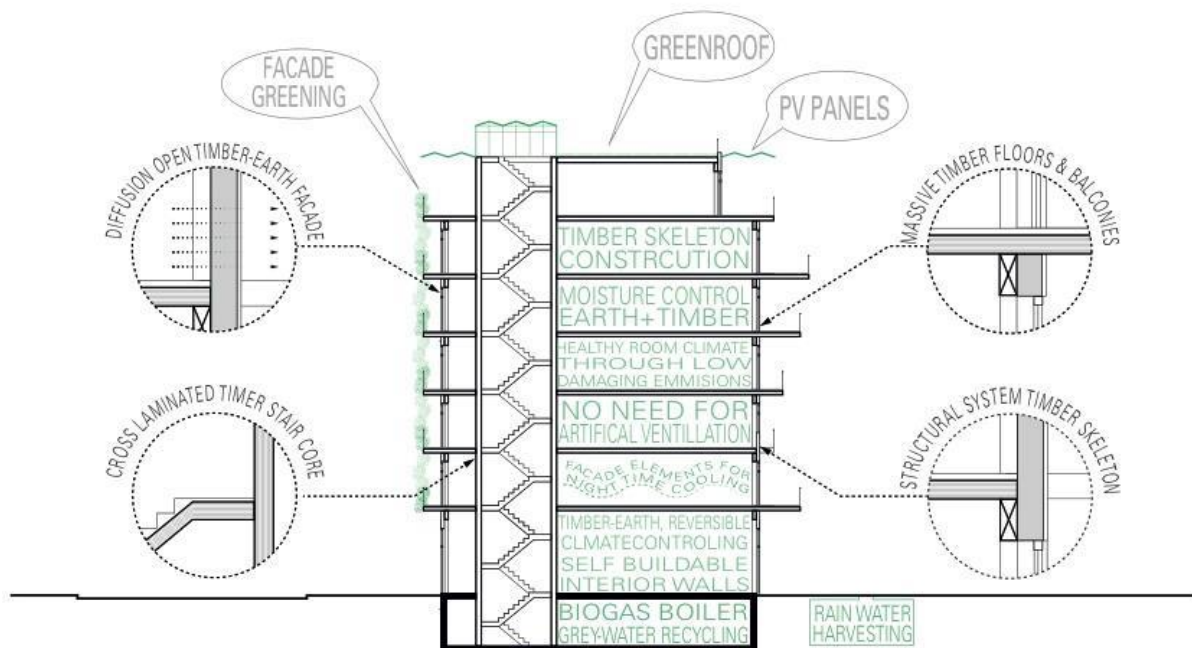 GREENROOF
FACADE
GREENING
PV PANELS
DIFFUSION OPEN TIMBER-EARTH FACADE
MASSIVE TIMBER FLOORS & BALCONIES
TIMBER SKELETON
CONSTRCUTION
MOISTURE CONTROL
EARTH+TIMBER
HEALTHY ROOM CLIMATE
THROUGH LOW
DAMAGING EMMISIONS
CROSS LAMINATED TIMER STAIR CORE
NO NEED FOR
ARTIFICAL VENTILLATION
STRUCTURAL SYSTEM TIMBER SKELETON
FACADE ELEMENTS FOR
NIGHT TIME COOLING
TIMBER-EARTH, REVERSIBLE
CLMATECONTROLING
SELF BUILDABLE
INTERIOR WALLS
BIOGAS BOILER
GREY-WATER RECYCLING
RAIN WATER
HARVESTING